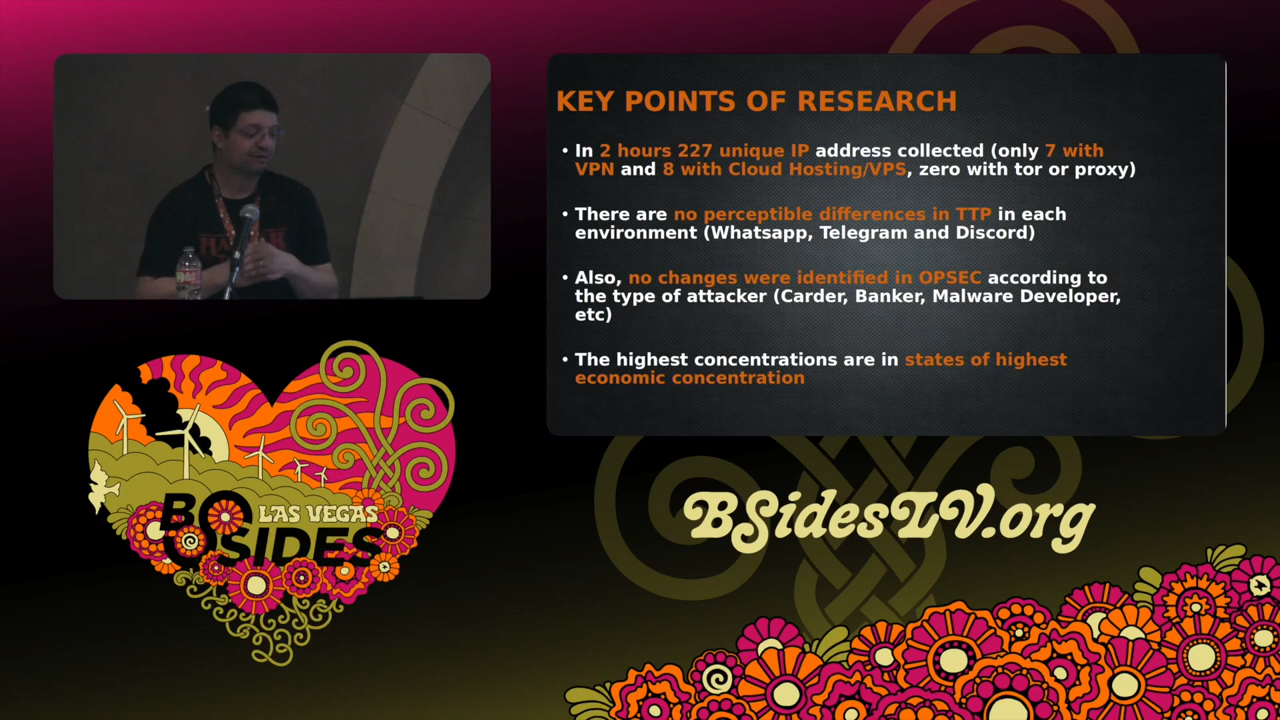 KEY POINTS OF RESEARCH
• In 2 hours 227 unique IP address collected (only 7 with
VPN and 8 with Cloud Hosting/VPS, zero with tor or proxy)
• There are no perceptible differences in TTP in each
environment (Whatsapp, Telegram and Discord)
• Also, no changes were identified in OPSEC according to
the type of attacker (Carder, Banker, Malware Developer,
etc)
• The highest concentrations are in states of highest
economic concentration
LAS VEGAS
BSIDES
BSidesLV.org